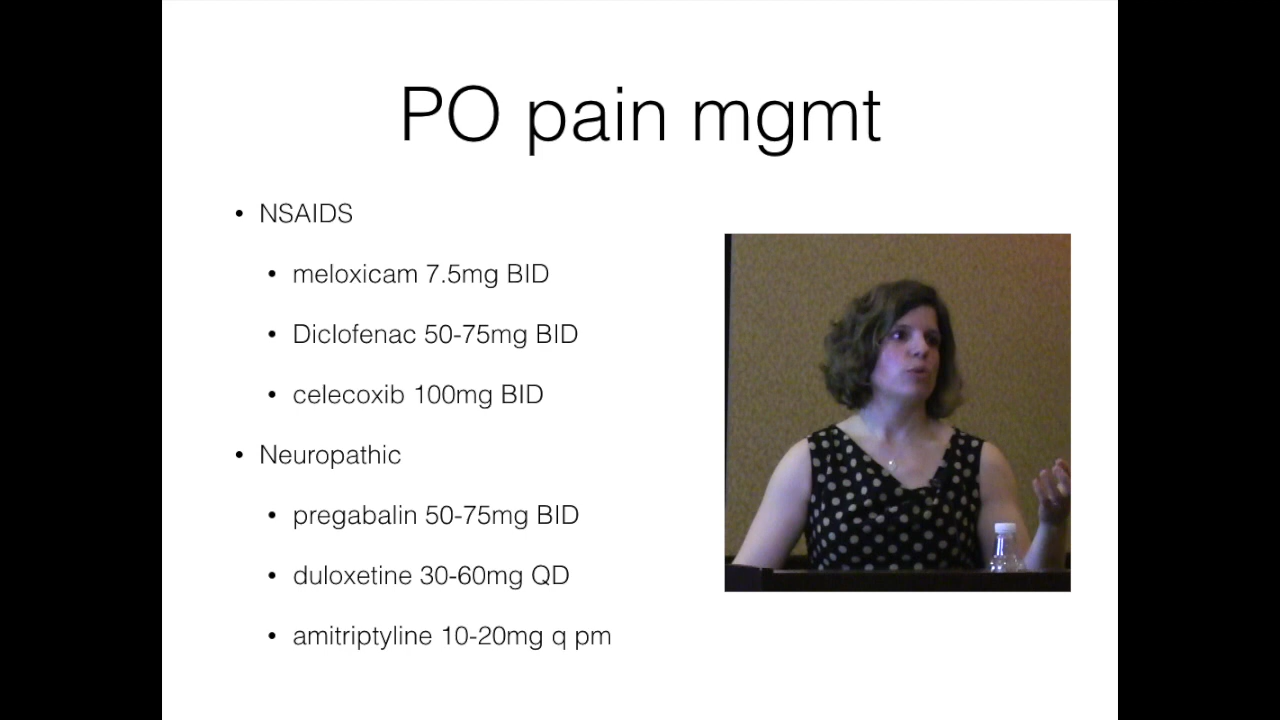 PO pain mgmt
• NSAIDS
• meloxicam 7.5mg BID
• Diclofenac 50-75mg BID
• celecoxib 100mg BID
• Neuropathic
• pregabalin 50-75mg BID
• duloxetine 30-60mg QD
• amitriptyline 10-20mg q pm